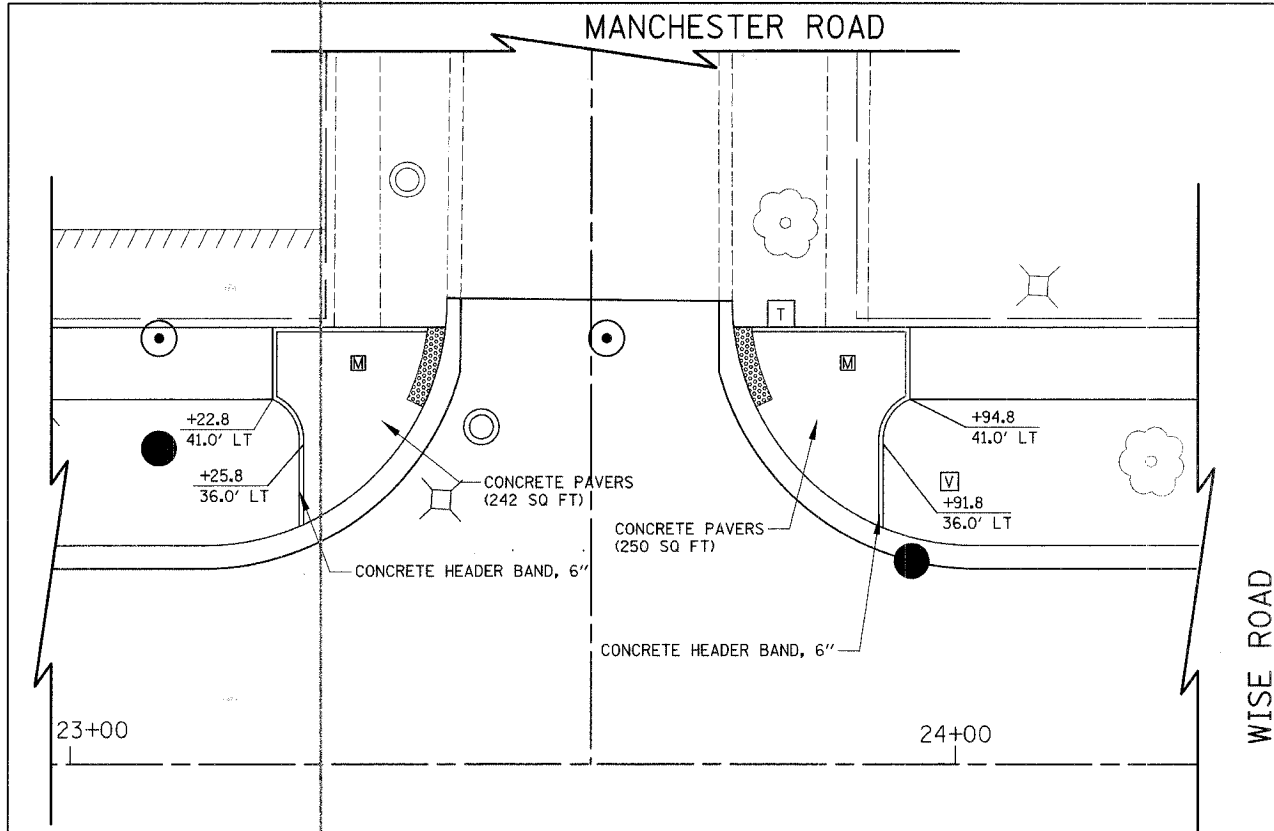 MANCHESTER ROAD
T
M
M
+22.8
41.0' LT
+94.8
41.0' LT
+25.8
36.0' LT
CONCRETE PAVERS
(242 SQ FT)
V
+91.8
36.0' LT
CONCRETE PAVERS
(250 SQ FT)
CONCRETE HEADER BAND, 6"
CONCRETE HEADER BAND, 6"
WISE ROAD
23+00
24+00